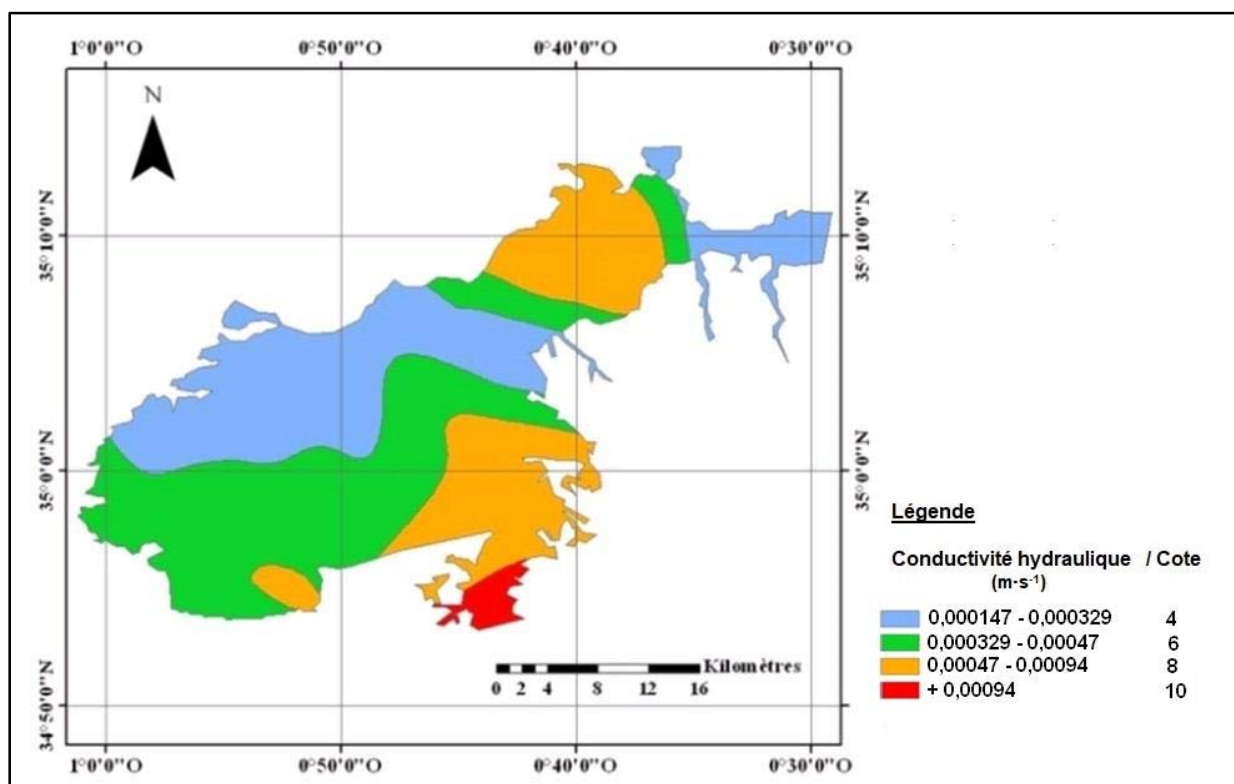 1°0'0"O 0°50'0"O 0°40'0"O 0°30'0"O
N
35°10'0"N 35°10'0"N
35°0'0"N 35°0'0"N
34°50'0"N 34°50'0"N
Légende
Conductivité hydraulique / Cote
(m·s⁻¹)
0,000147 - 0,000329 4
0,000329 - 0,00047 6
0,00047 - 0,00094 8
+ 0,00094 10
Kilomètres
0 2 4 8 12 16
1°0'0"O 0°50'0"O 0°40'0"O 0°30'0"O